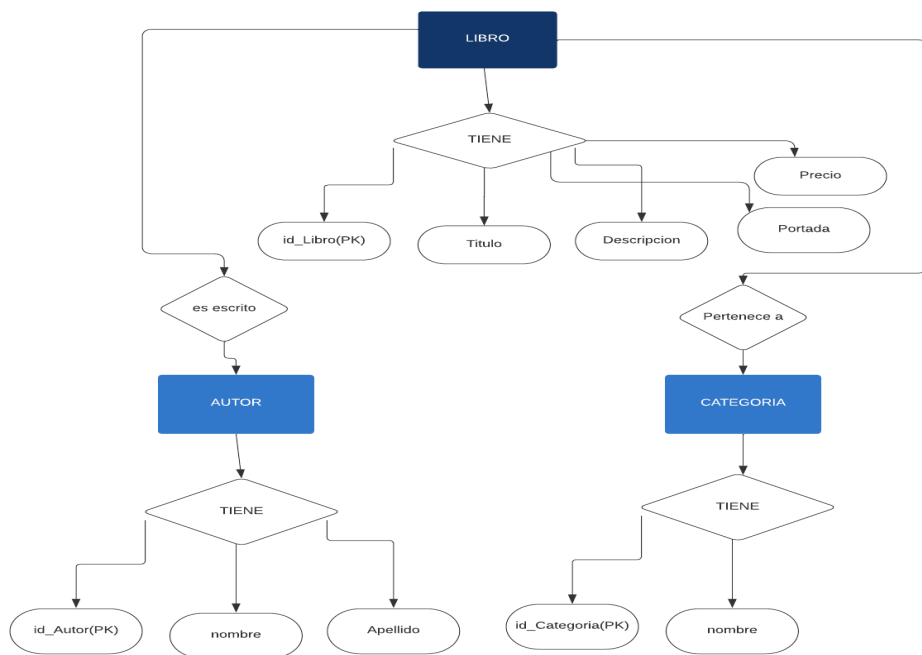 LIBRO
TIENE
Precio
id_Libro(PK)
Titulo
Descripcion
Portada
es escrito
Pertenece a
AUTOR
CATEGORIA
TIENE
TIENE
id_Autor(PK)
nombre
Apellido
id_Categoria(PK)
nombre